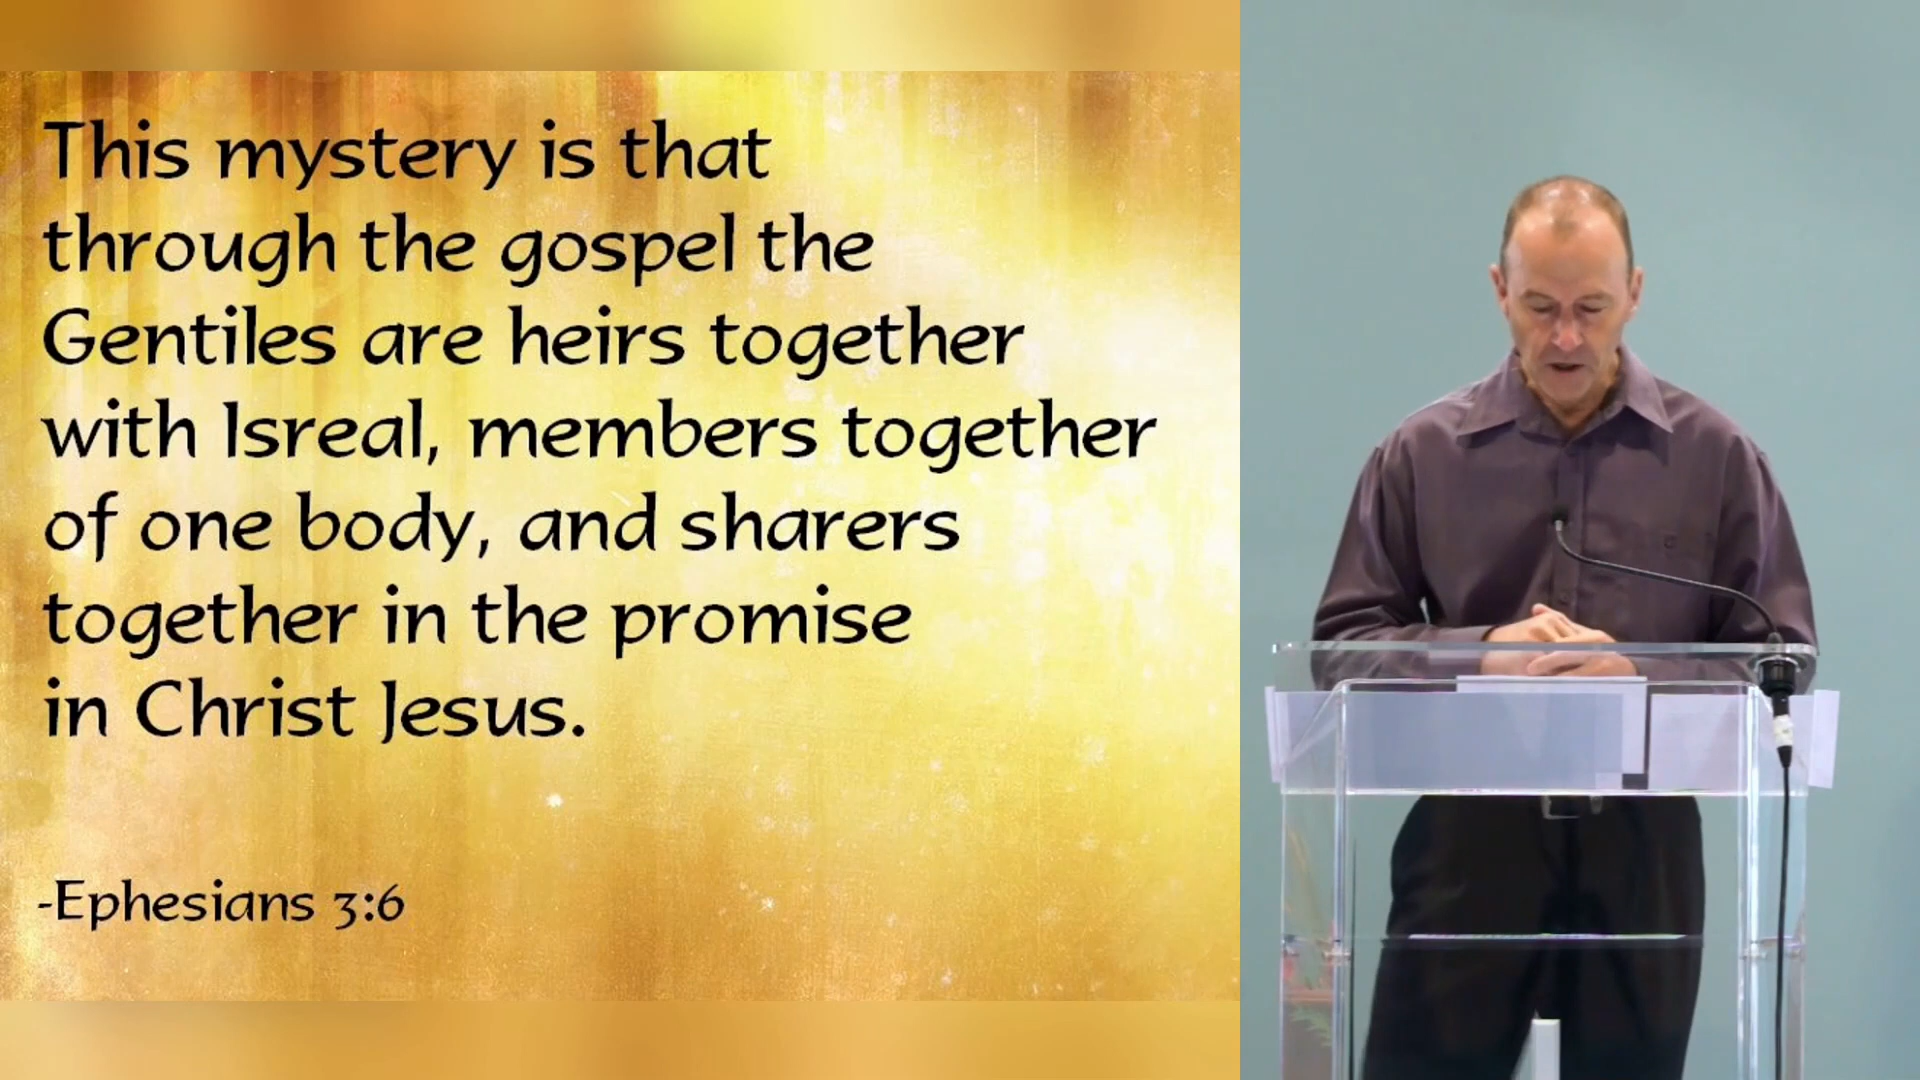 This mystery is that
through the gospel the
Gentiles are heirs together
with Isreal, members together
of one body, and sharers
together in the promise
in Christ Jesus.
-Ephesians 3:6